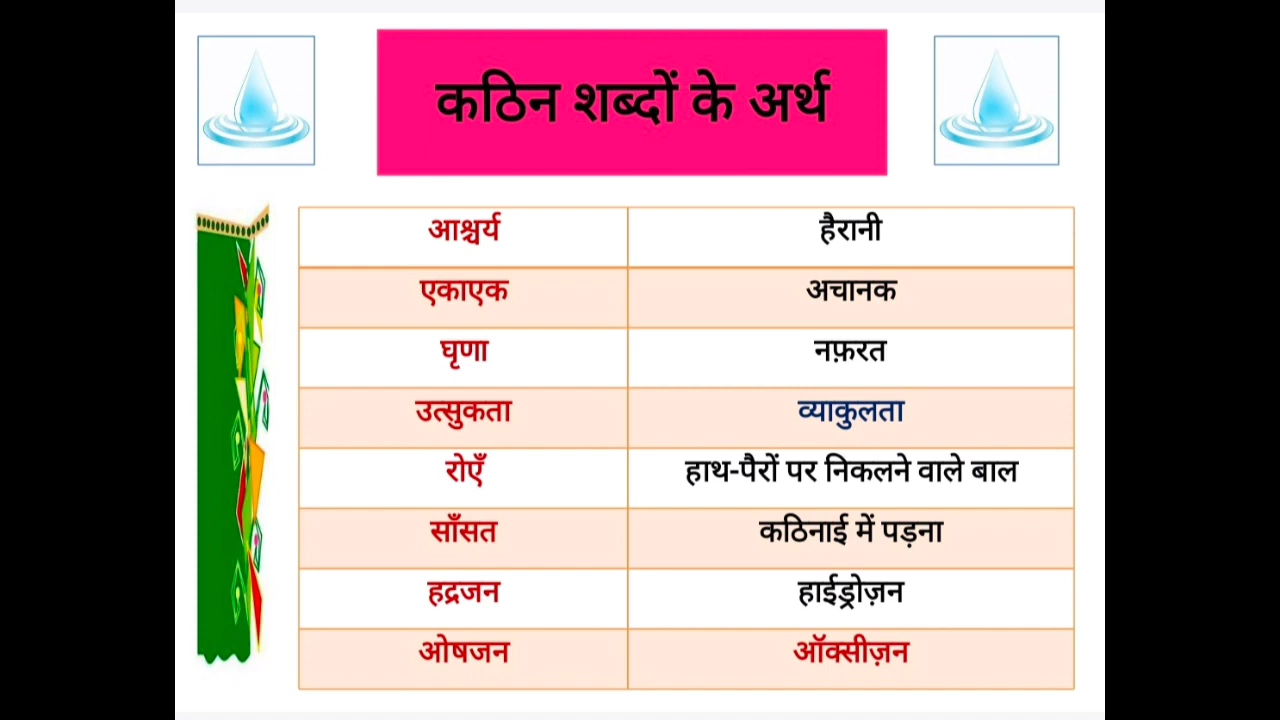 कठिन शब्दों के अर्थ
आश्चर्य हैरानी
एकाएक अचानक
घृणा नफ़रत
उत्सुकता व्याकुलता
रोएँ हाथ-पैरों पर निकलने वाले बाल
साँसत कठिनाई में पड़ना
हद्रजन हाईड्रोज़न
ओषजन ऑक्सीज़न